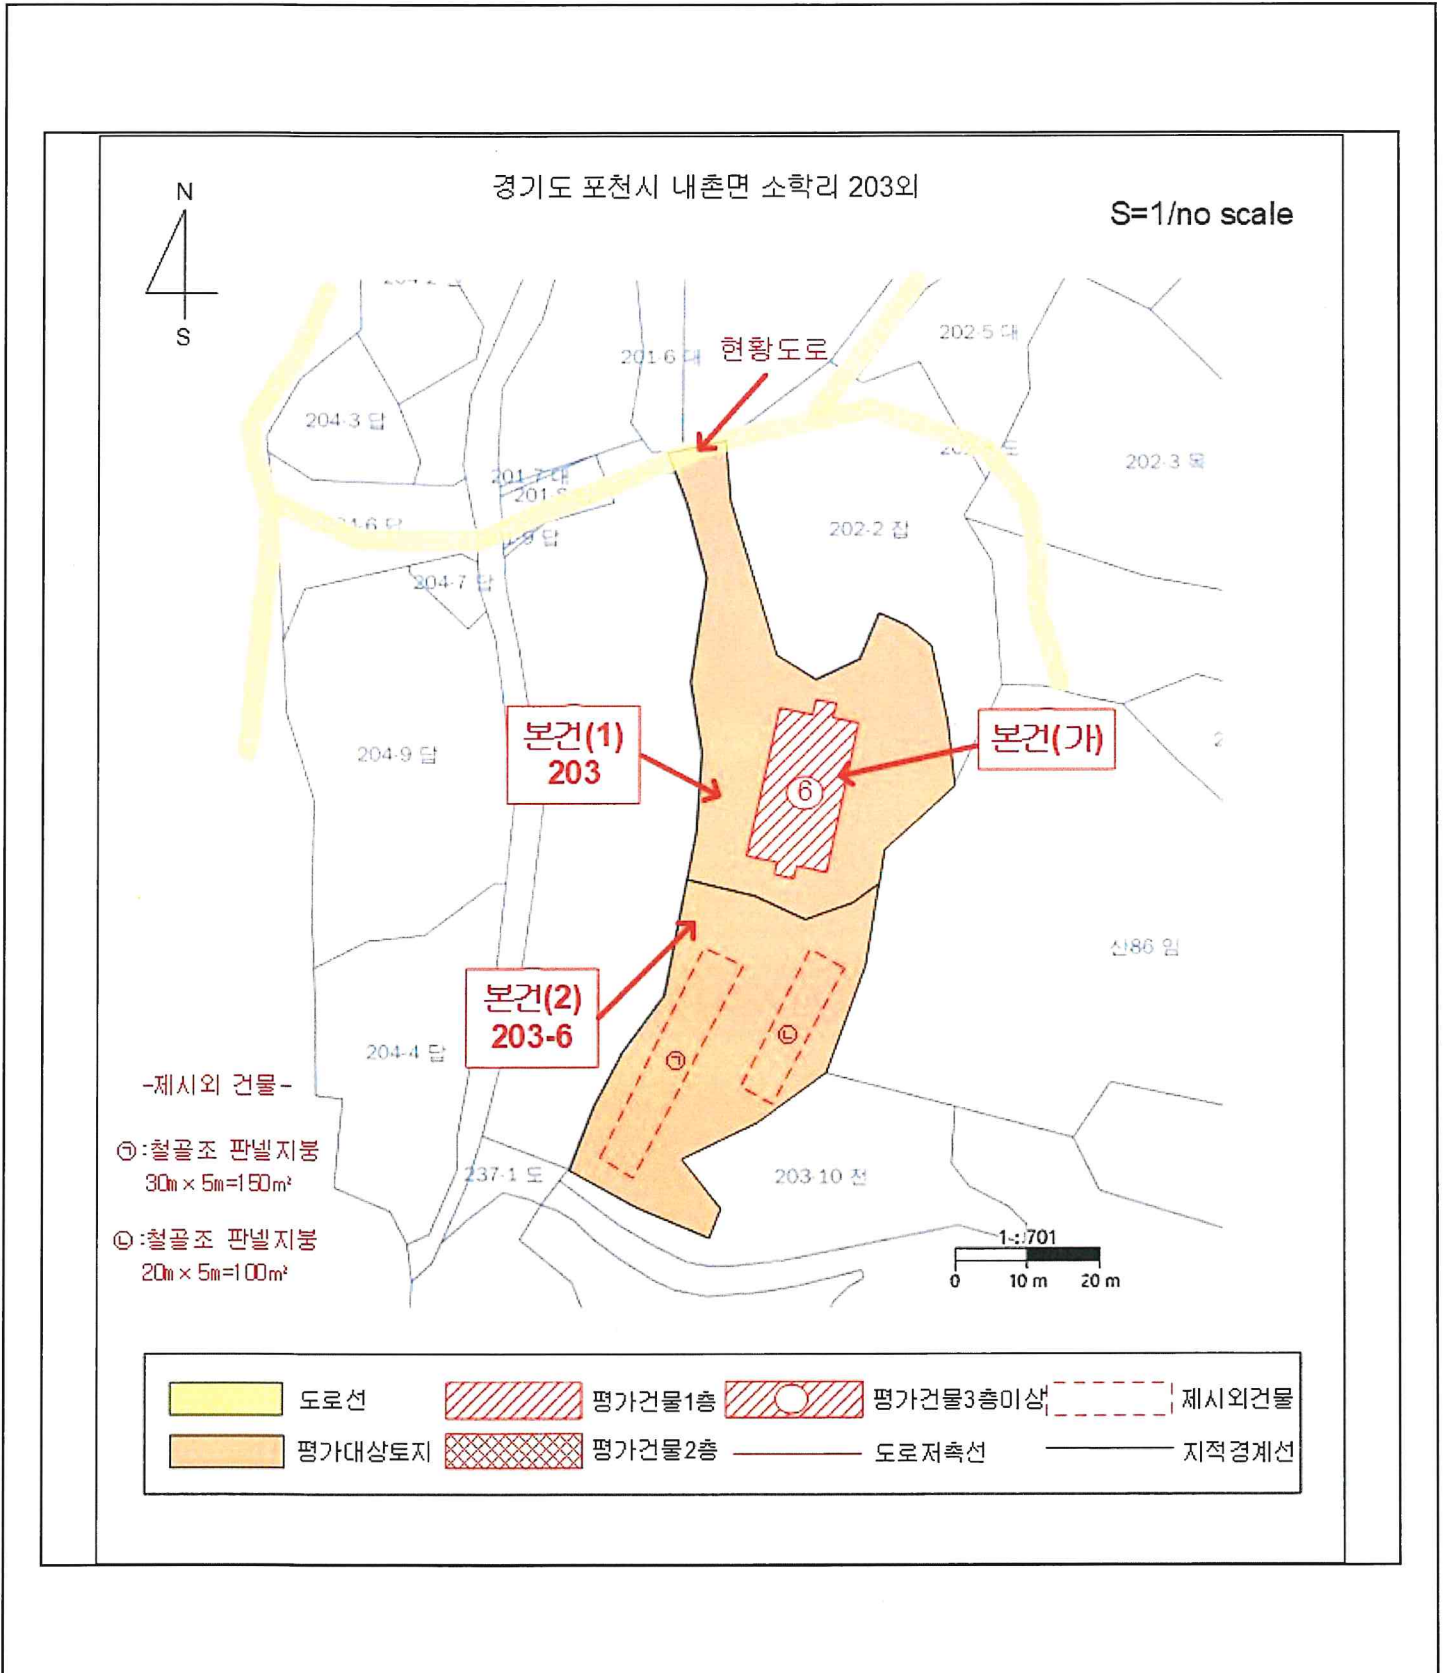 경기도 포천시 내촌면 소학리 203외
S=1/no scale
N
S
202-5 대
201-6 대
현황도로
204-3 답
202-3 목
201-7 대
202-2 잡
204-7 답
본건(1)
203
본건(가)
204-9 답
6
산86 임
본건(2)
203-6
㉡
204-4 답
㉠
-제시외 건물-
㉠:철골조 판넬지붕
30m×5m=150㎡
237-1 도
203-10 전
㉡:철골조 판넬지붕
20m×5m=100㎡
0
10 m
20 m
도로선
평가건물1층
평가건물3층이상
제시외건물
평가대상토지
평가건물2층
도로저촉선
지적경계선